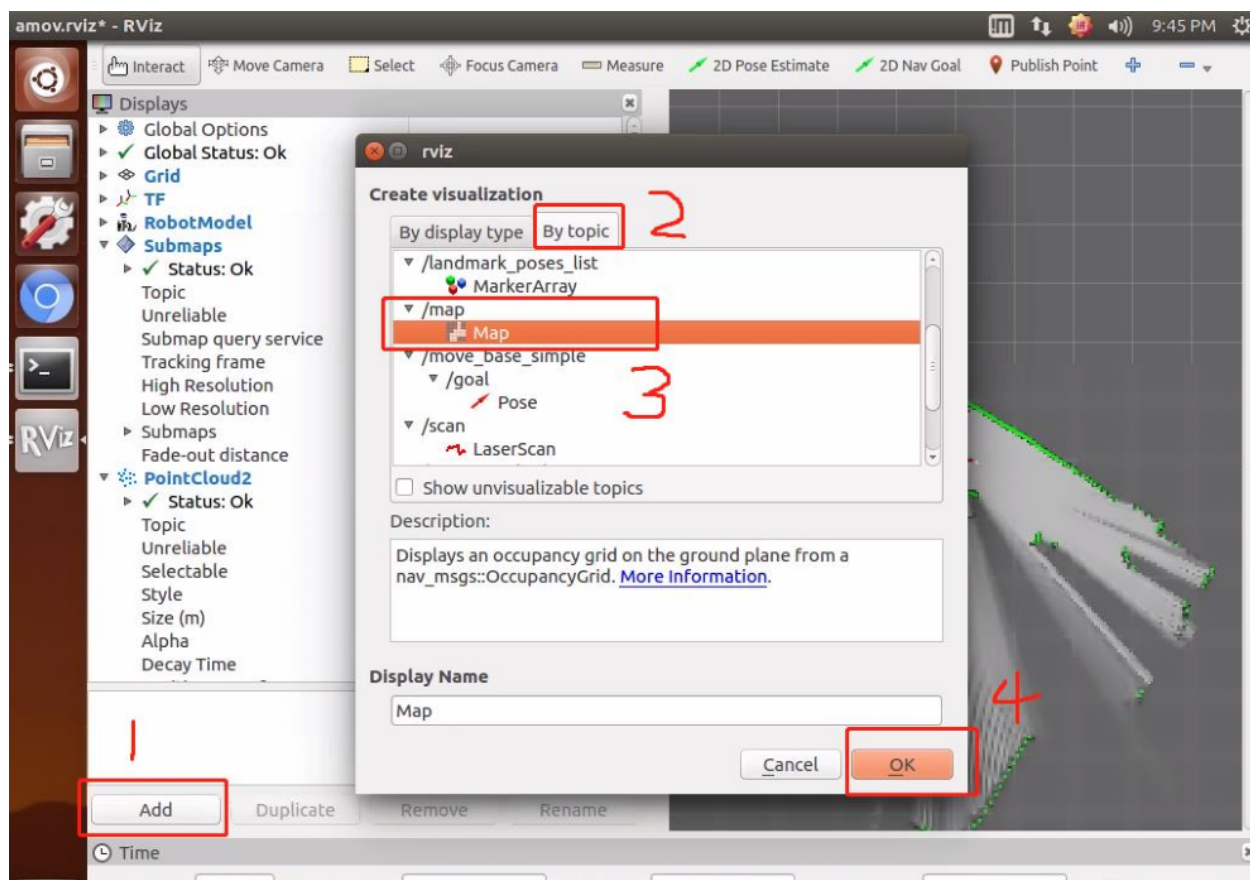 amov.rviz* - RViz
9:45 PM
Interact
Move Camera
Select
Focus Camera
Measure
2D Pose Estimate
2D Nav Goal
Publish Point
Displays
Global Options
Global Status: Ok
Grid
TF
RobotModel
Submaps
Status: Ok
Topic
Unreliable
Submap query service
Tracking frame
High Resolution
Low Resolution
Submaps
Fade-out distance
PointCloud2
Status: Ok
Topic
Unreliable
Selectable
Style
Size (m)
Alpha
Decay Time
RViz
rviz
Create visualization
By display type
By topic
2
/landmark_poses_list
MarkerArray
/map
Map
/move_base_simple
/goal
Pose
3
/scan
LaserScan
Show unvisualizable topics
Description:
Displays an occupancy grid on the ground plane from a
nav_msgs::OccupancyGrid. More Information.
Display Name
Map
4
Cancel
OK
1
Add
Duplicate
Remove
Rename
Time